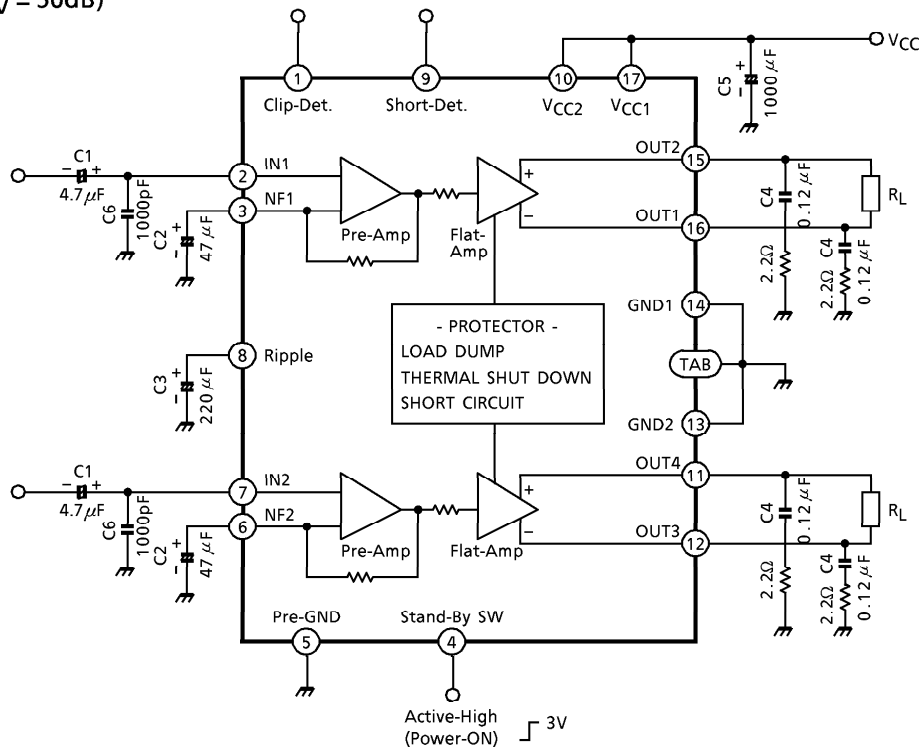 V = 50dB)
VCC
1
9
10
17
C5
+
-
1000 μF
Clip-Det.
Short-Det.
VCC2
VCC1
C1
- +
4.7μF
C6
1000pF
2
IN1
3
NF1
C2
+
-
47 μF
Pre-Amp
Flat-
Amp
+
-
OUT2
15
OUT1
16
C4
0.12 μF
2.2Ω
RL
C4
0.12 μF
2.2Ω
8
Ripple
C3
+
-
220 μF
- PROTECTOR -
LOAD DUMP
THERMAL SHUT DOWN
SHORT CIRCUIT
GND1
14
TAB
GND2
13
C1
- +
4.7μF
C6
1000pF
7
IN2
6
NF2
C2
+
-
47 μF
Pre-Amp
Flat-Amp
+
-
OUT4
11
OUT3
12
C4
0.12 μF
2.2Ω
RL
C4
0.12 μF
2.2Ω
Pre-GND
5
Stand-By SW
4
Active-High
(Power-ON)
3V